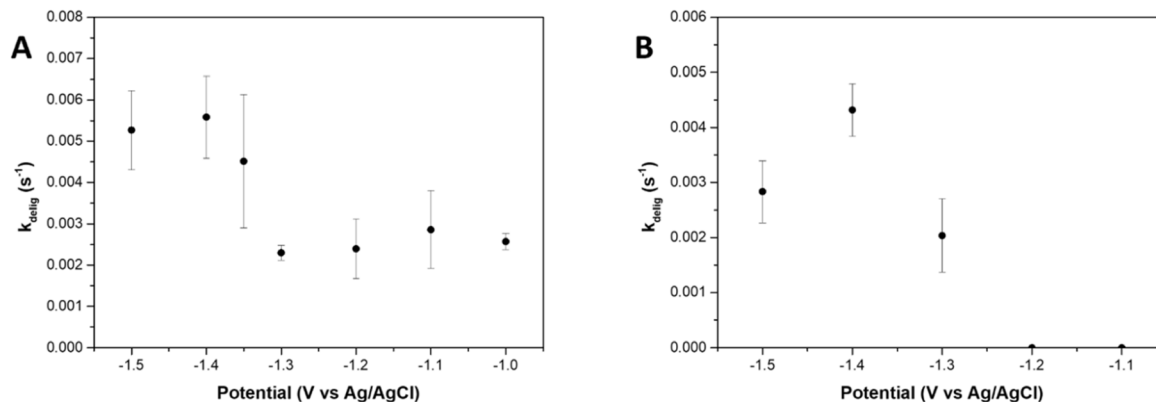 A
0.008
0.007
0.006
0.005
0.004
0.003
0.002
0.001
0.000
k_delig (s⁻¹)
-1.5 -1.4 -1.3 -1.2 -1.1 -1.0
Potential (V vs Ag/AgCl)
B
0.006
0.005
0.004
0.003
0.002
0.001
0.000
k_delig (s⁻¹)
-1.5 -1.4 -1.3 -1.2 -1.1
Potential (V vs Ag/AgCl)